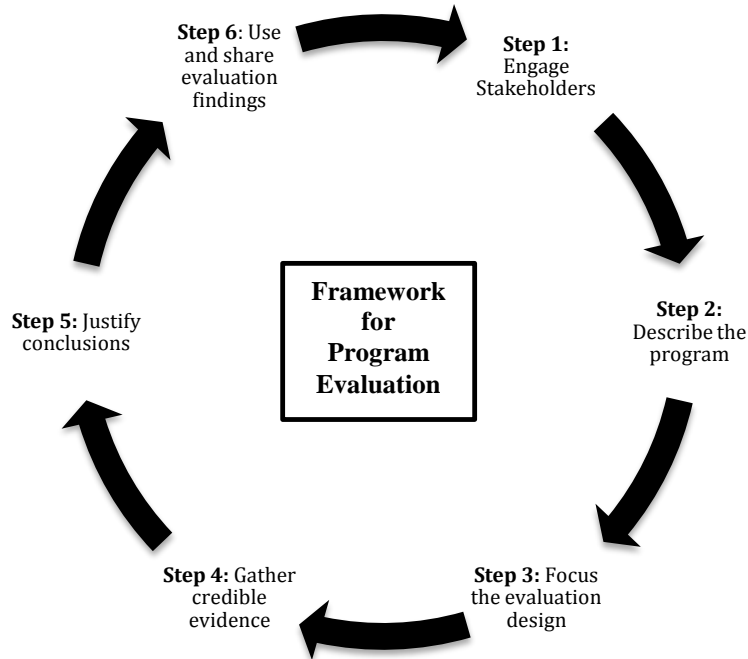 Step 1:
Engage
Stakeholders
Step 2:
Describe the
program
Step 3: Focus
the evaluation
design
Step 4: Gather
credible
evidence
Step 5: Justify
conclusions
Step 6: Use
and share
evaluation
findings
Framework
for
Program
Evaluation